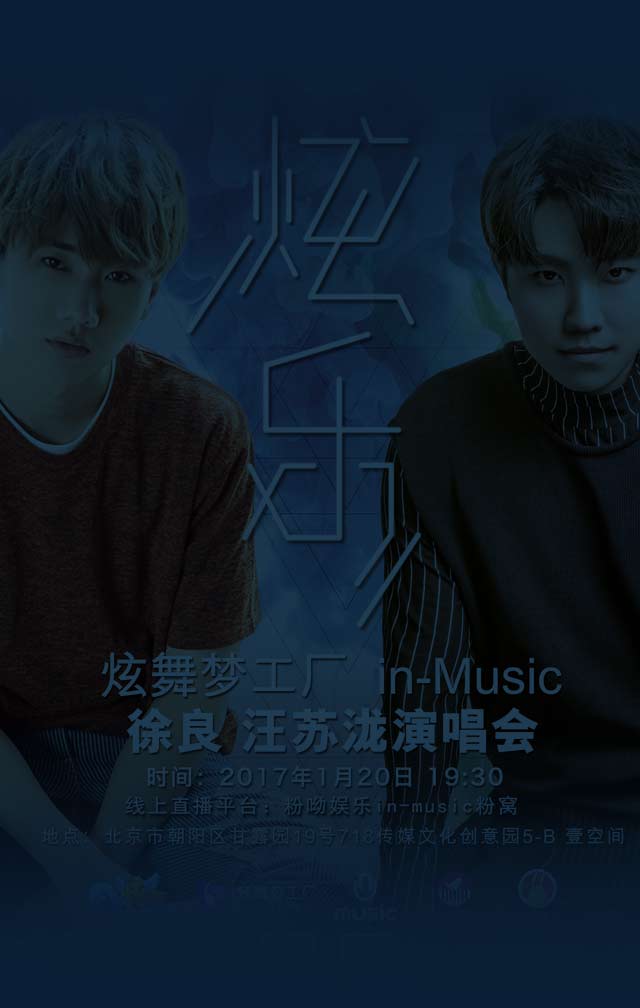 炫
乐
炫舞梦工厂 in-Music
徐良 汪苏泷演唱会
时间：2017年1月20日 19:30
线上直播平台：粉呦娱乐in-music粉窝
地点：北京市朝阳区甘露园19号718传媒文化创意园5-B 壹空间
music